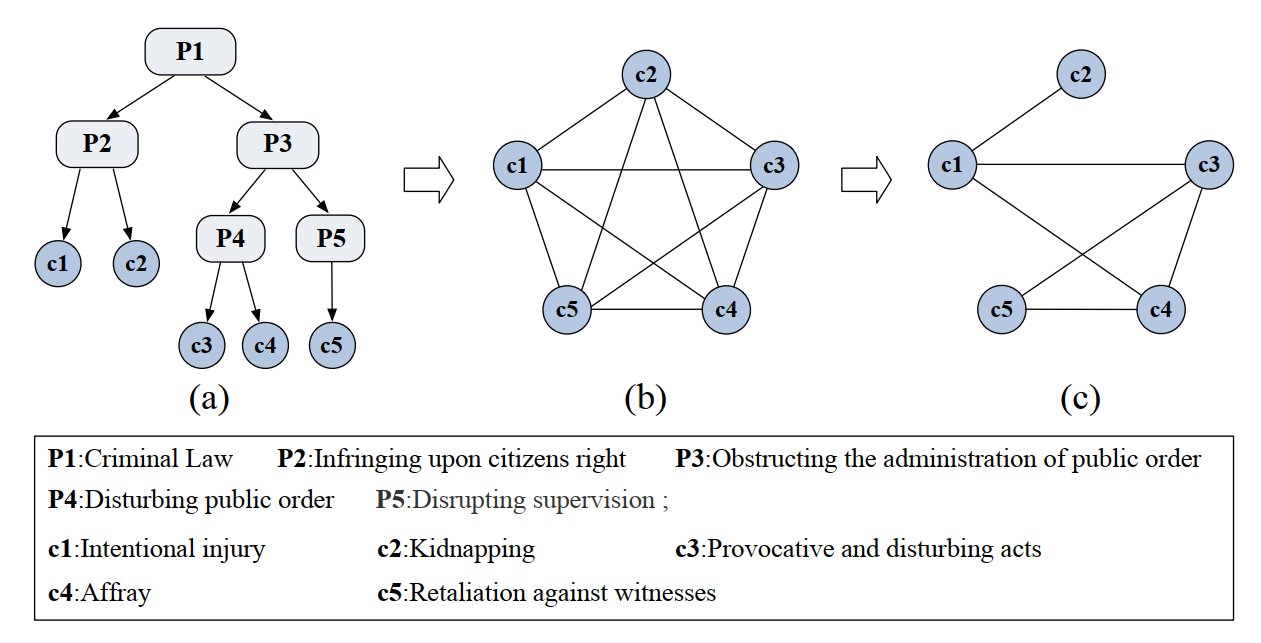 P1
P2
P3
P4
P5
c1
c2
c3
c4
c5
(a)
c2
c1
c3
c5
c4
(b)
c2
c1
c3
c5
c4
(c)
P1:Criminal Law P2:Infringing upon citizens right P3:Obstructing the administration of public order
P4:Disturbing public order P5:Disrupting supervision ;
c1:Intentional injury c2:Kidnapping c3:Provocative and disturbing acts
c4:Affray c5:Retaliation against witnesses